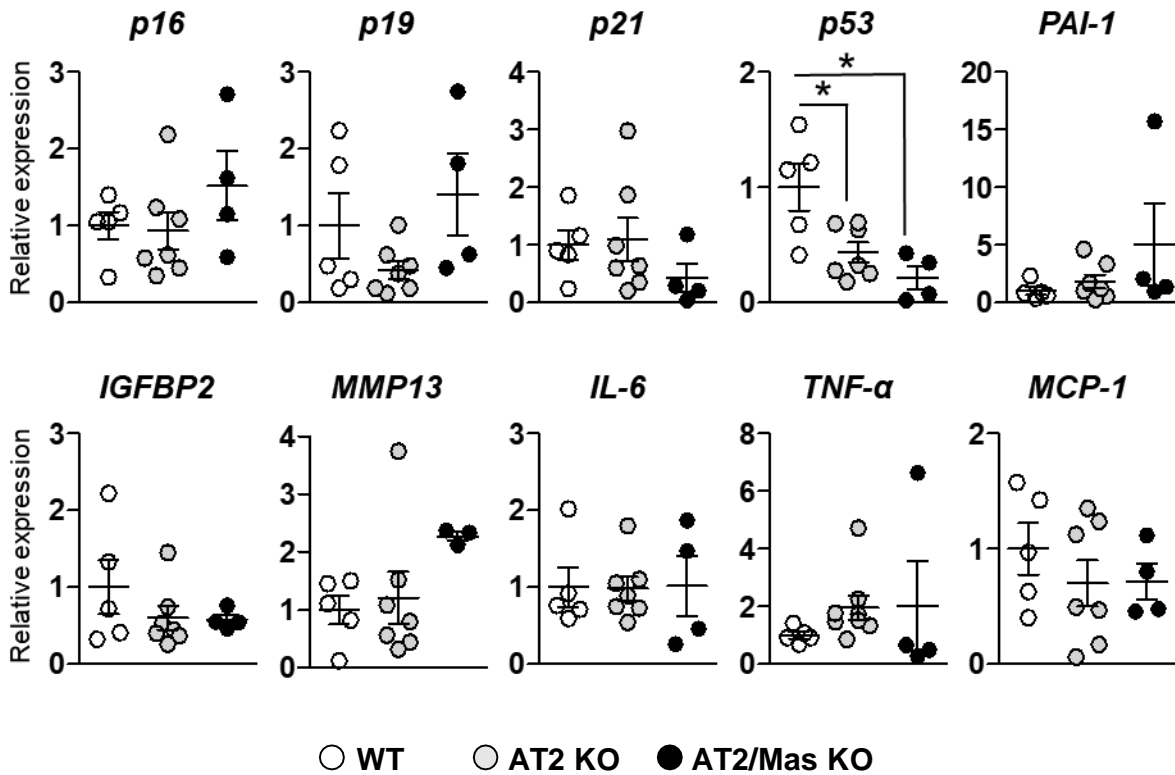 p16 p19 p21 p53 PAI-1
Relative expression
3 2 1 0
3 2 1 0
4 3 2 1 0
2 1 0
20 15 10 5 0
* *
IGFBP2 MMP13 IL-6 TNF-α MCP-1
Relative expression
3 2 1 0
4 3 2 1 0
3 2 1 0
8 6 4 2 0
2 1 0
WT AT2 KO AT2/Mas KO